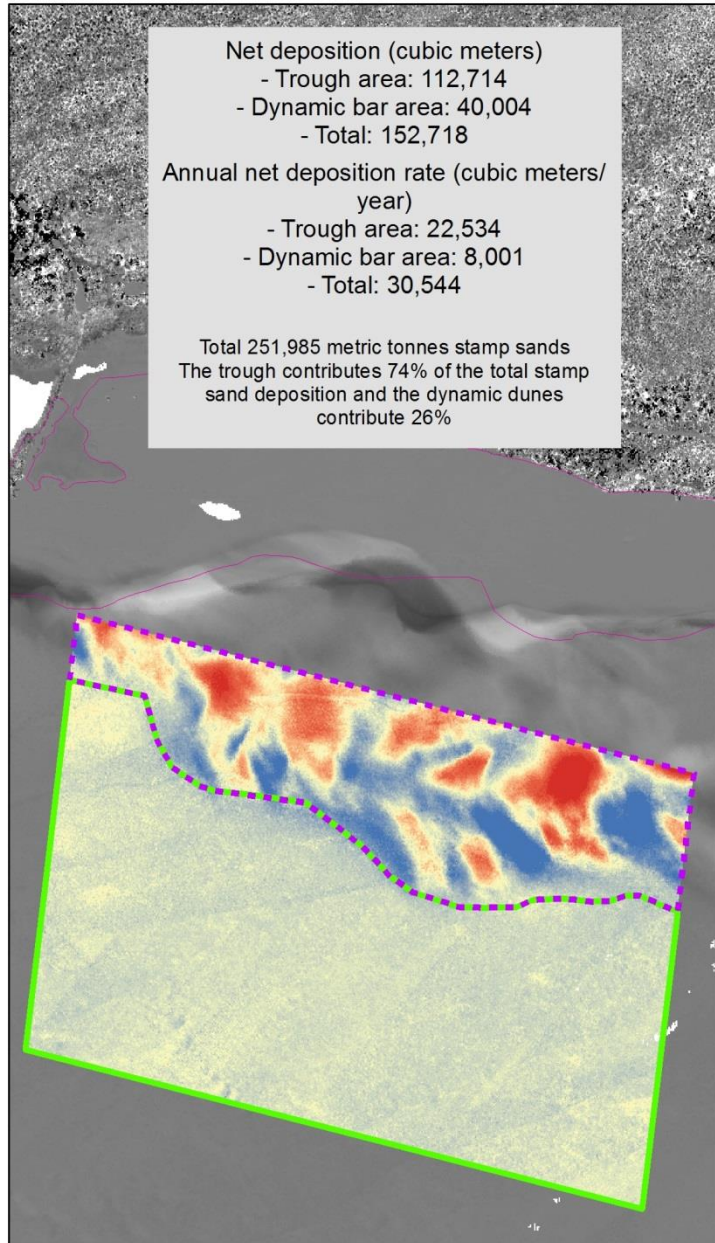 Net deposition (cubic meters)
- Trough area: 112,714
- Dynamic bar area: 40,004
- Total: 152,718
Annual net deposition rate (cubic meters/
year)
- Trough area: 22,534
- Dynamic bar area: 8,001
- Total: 30,544
Total 251,985 metric tonnes stamp sands
The trough contributes 74% of the total stamp
sand deposition and the dynamic dunes
contribute 26%